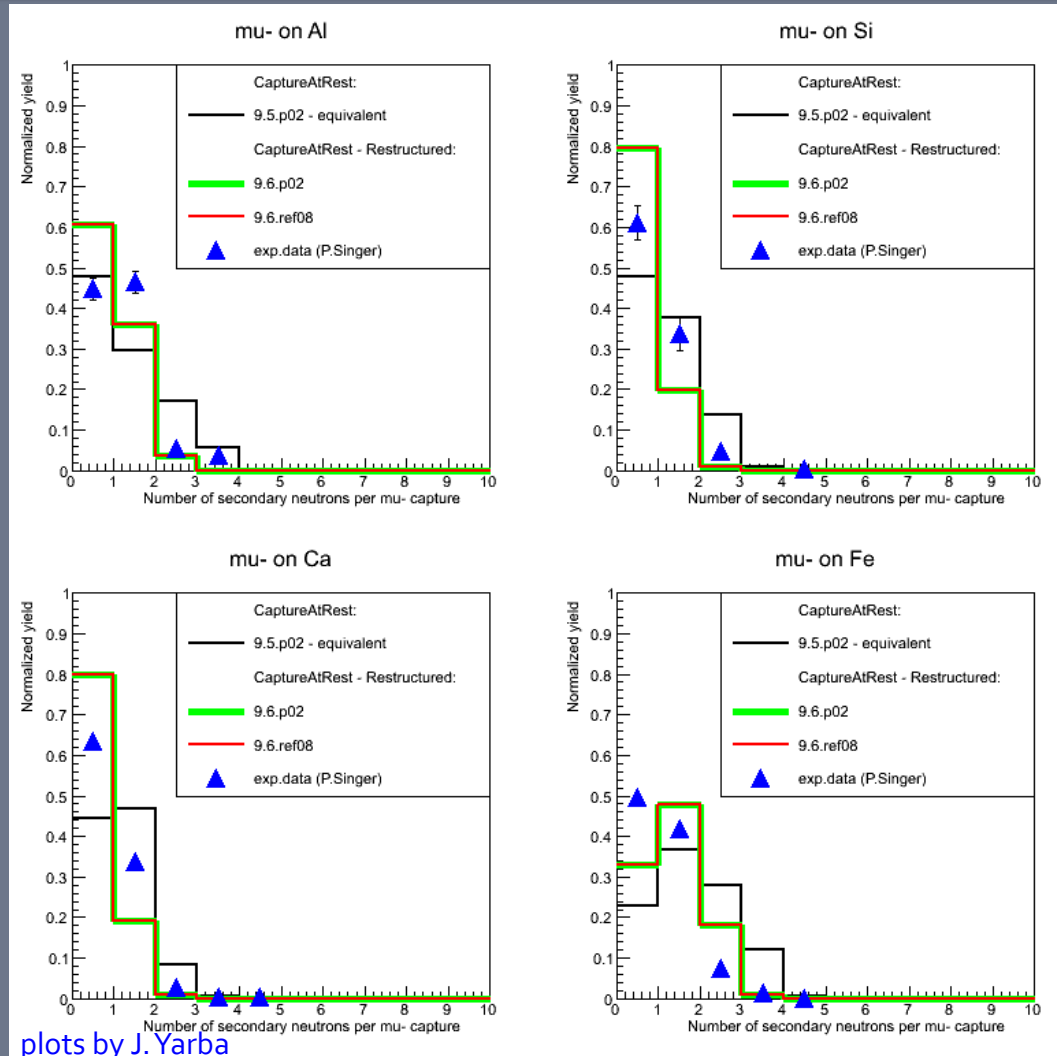 mu- on Al
Normalized yield
1
0.9
0.8
0.7
0.6
0.5
0.4
0.3
0.2
0.1
0
CaptureAtRest:
9.5.p02 - equivalent
CaptureAtRest - Restructured:
9.6.p02
9.6.ref08
exp.data (P.Singer)
0 1 2 3 4 5 6 7 8 9 10
Number of secondary neutrons per mu- capture
mu- on Si
Normalized yield
1
0.9
0.8
0.7
0.6
0.5
0.4
0.3
0.2
0.1
0
CaptureAtRest:
9.5.p02 - equivalent
CaptureAtRest - Restructured:
9.6.p02
9.6.ref08
exp.data (P.Singer)
0 1 2 3 4 5 6 7 8 9 10
Number of secondary neutrons per mu- capture
mu- on Ca
Normalized yield
1
0.9
0.8
0.7
0.6
0.5
0.4
0.3
0.2
0.1
0
CaptureAtRest:
9.5.p02 - equivalent
CaptureAtRest - Restructured:
9.6.p02
9.6.ref08
exp.data (P.Singer)
0 1 2 3 4 5 6 7 8 9 10
Number of secondary neutrons per mu- capture
mu- on Fe
Normalized yield
1
0.9
0.8
0.7
0.6
0.5
0.4
0.3
0.2
0.1
0
CaptureAtRest:
9.5.p02 - equivalent
CaptureAtRest - Restructured:
9.6.p02
9.6.ref08
exp.data (P.Singer)
0 1 2 3 4 5 6 7 8 9 10
Number of secondary neutrons per mu- capture
plots by J. Yarba